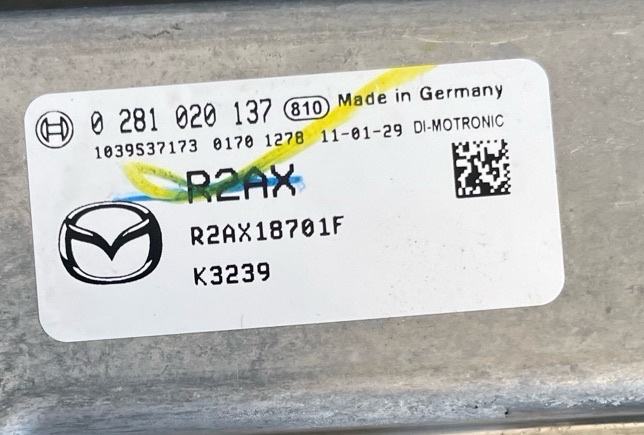 0 281 020 137 810 Made in Germany
1039S37173 0170 1278 11-01-29 DI-MOTRONIC
R2AX
R2AX18701F
K3239